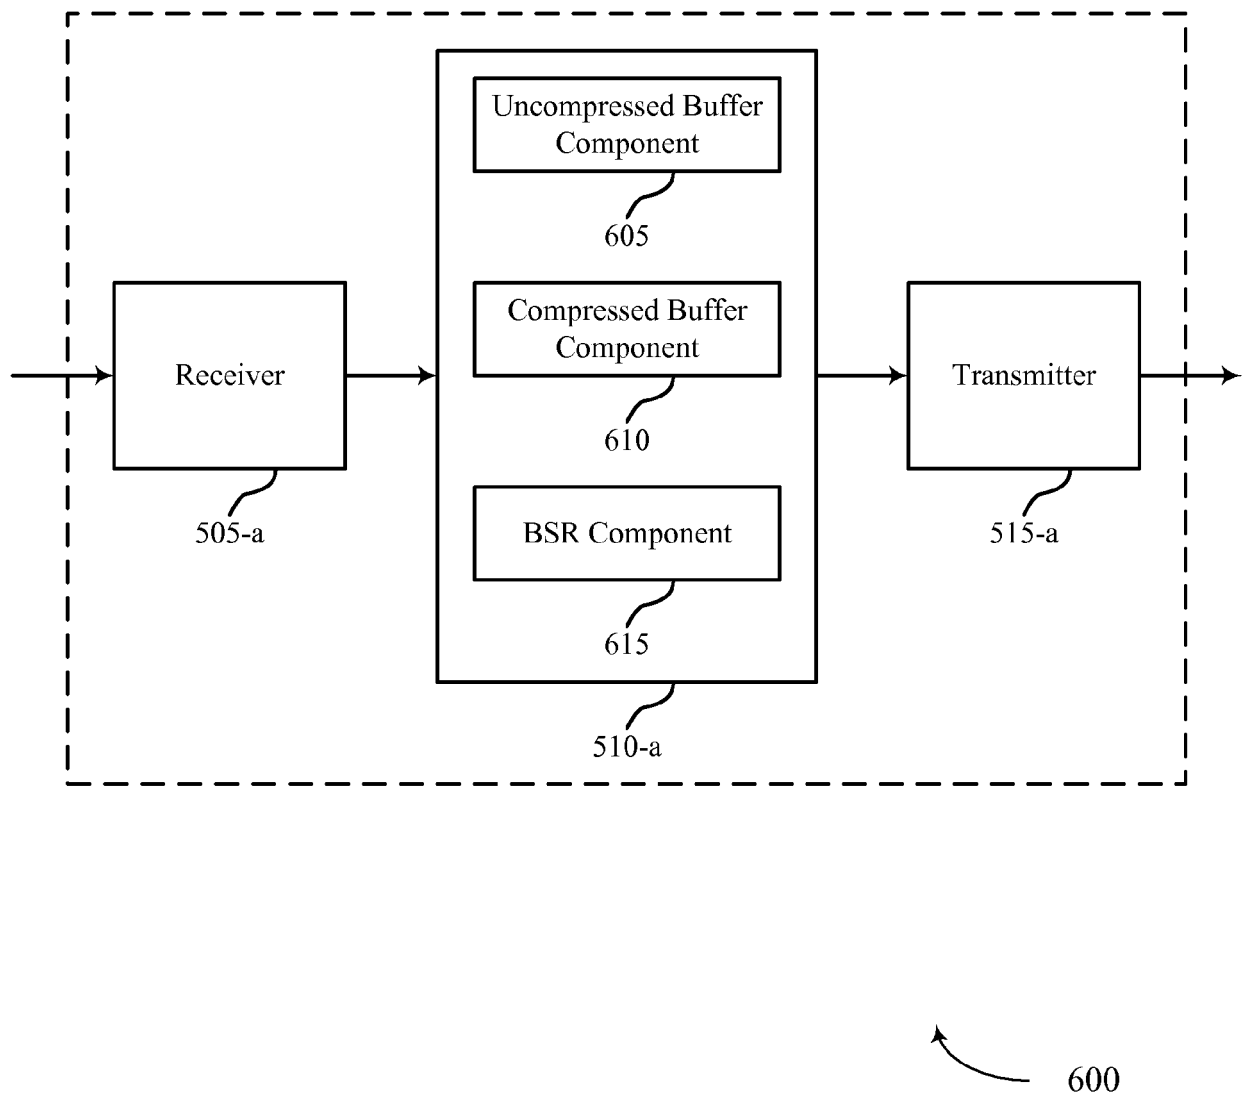 Uncompressed Buffer
Component
605
Compressed Buffer
Component
610
Receiver
505-a
BSR Component
615
510-a
Transmitter
515-a
600